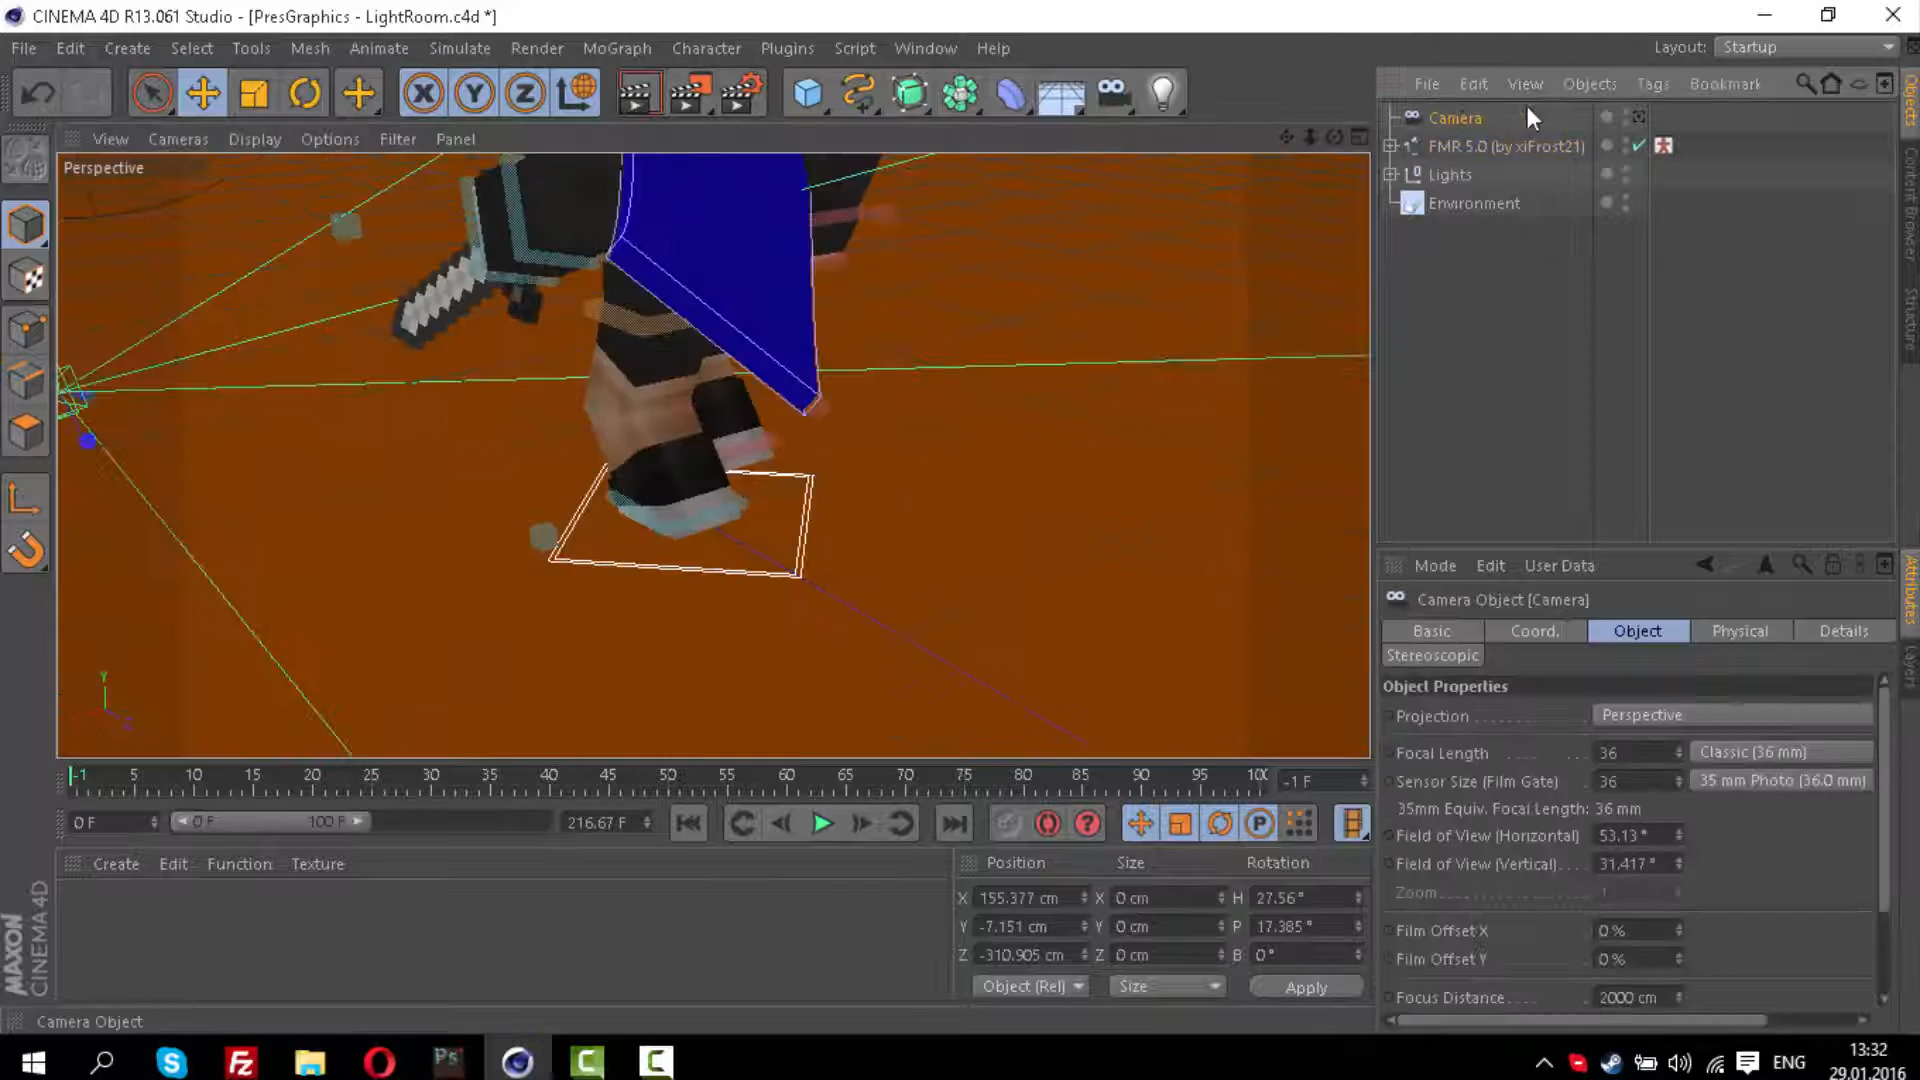 CINEMA 4D R13.061 Studio - [PresGraphics - LightRoom.c4d *]
File Edit Create Select Tools Mesh Animate Simulate Render MoGraph Character Plugins Script Window Help
Layout: Startup
File Edit View Objects Tags Bookmark
View Cameras Display Options Filter Panel
Perspective
Camera
FMR 5.0 (by xiFrost21)
Lights
Environment
Objects
Content Browser
Structure
Mode Edit User Data
Camera Object [Camera]
Basic Coord. Object Physical Details
Stereoscopic
Object Properties
Projection Perspective
Focal Length 36 Classic (36 mm)
Sensor Size (Film Gate) 36 35 mm Photo (36.0 mm)
35mm Equiv. Focal Length: 36 mm
Field of View (Horizontal) 53.13 °
Field of View (Vertical) 31.417 °
Zoom 1
Film Offset X 0 %
Film Offset Y 0 %
Focus Distance 2000 cm
Attributes
Layers
Y
Z
-1 5 10 15 20 25 30 35 40 45 50 55 60 65 70 75 80 85 90 95 100 -1 F
0 F 0 F 100 F 216.67 F
P
Create Edit Function Texture
Position Size Rotation
X 155.377 cm X 0 cm H 27.56 °
Y -7.151 cm Y 0 cm P 17.385 °
Z -310.905 cm Z 0 cm B 0 °
Object (Rel) Size Apply
MAXON
CINEMA 4D
Camera Object
Ps
ENG
13:32
29.01.2016